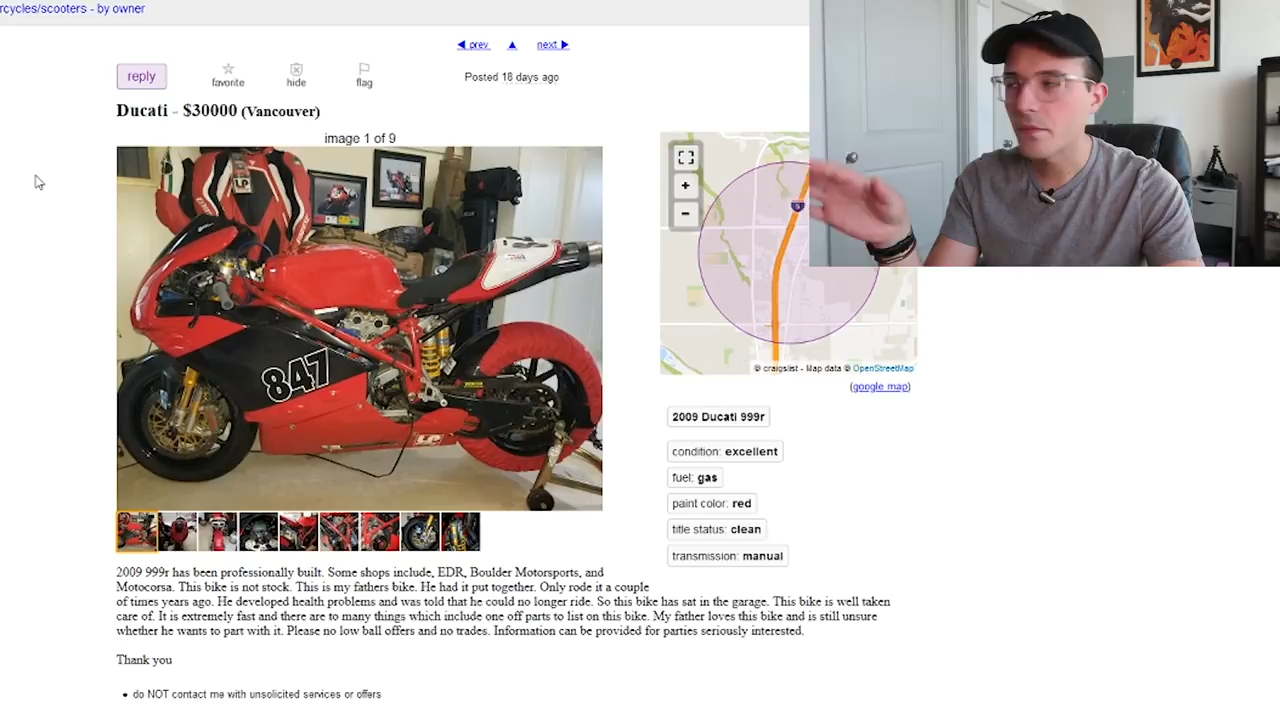 rcycles/scooters - by owner
◀ prev ▲ next ▶
reply
favorite
hide
flag
Posted 18 days ago
Ducati - $30000 (Vancouver)
image 1 of 9
LP
847
LP
+
-
5
© craigslist - Map data © OpenStreetMap
(google map)
2009 Ducati 999r
condition: excellent
fuel: gas
paint color: red
title status: clean
transmission: manual
2009 999r has been professionally built. Some shops include, EDR, Boulder Motorsports, and
Motocorsa. This bike is not stock. This is my fathers bike. He had it put together. Only rode it a couple
of times years ago. He developed health problems and was told that he could no longer ride. So this bike has sat in the garage. This bike is well taken
care of. It is extremely fast and there are to many things which include one off parts to list on this bike. My father loves this bike and is still unsure
whether he wants to part with it. Please no low ball offers and no trades. Information can be provided for parties seriously interested.
Thank you
• do NOT contact me with unsolicited services or offers